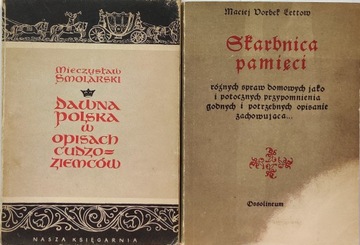 Mieczysław
Smolarski
Dawna
Polska
w
opisach
cudzo-
ziemców
NASZA KSIĘGARNIA
Maciej Vorbek Lettow
Skarbnica
pamięci
różnych spraw domowych jako
i potocznych przypomnienia
godnych i potrzebnych opisanie
zachowująca...
Ossolineum